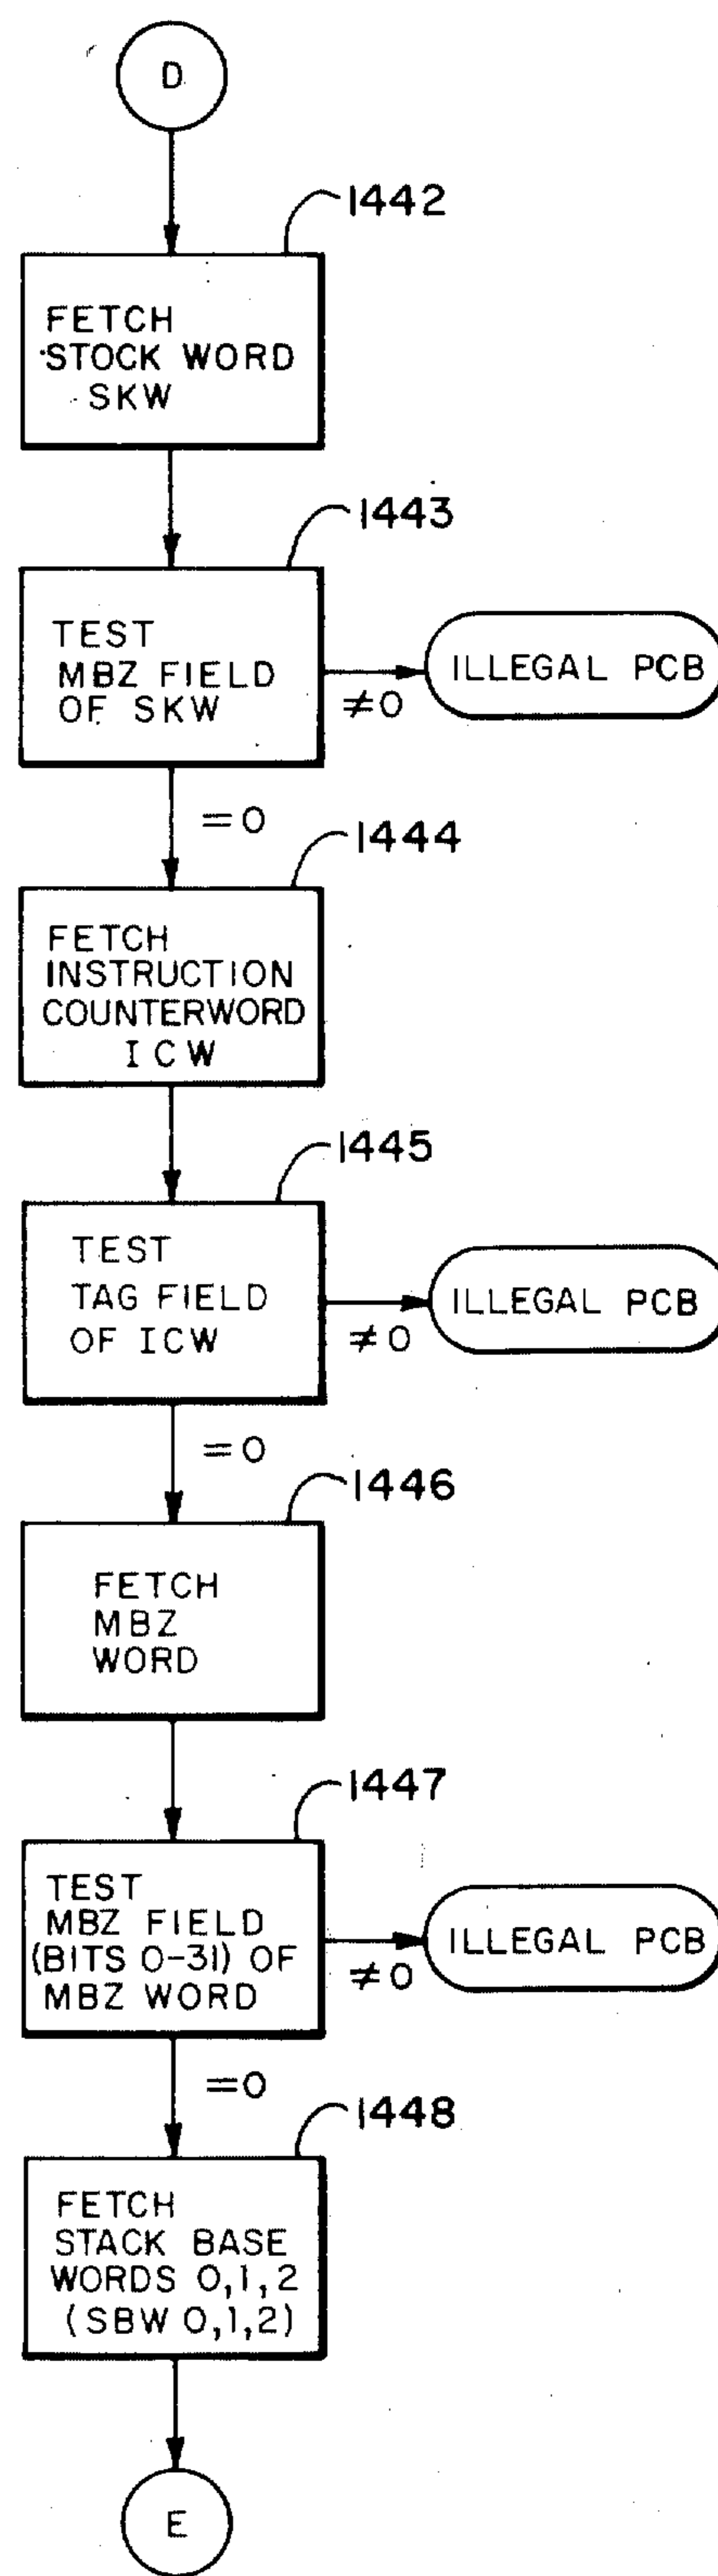 D
1442
FETCH
STOCK WORD
SKW
1443
TEST
MBZ FIELD
OF SKW
≠0
ILLEGAL PCB
=0
1444
FETCH
INSTRUCTION
COUNTERWORD
ICW
1445
TEST
TAG FIELD
OF ICW
≠0
ILLEGAL PCB
=0
1446
FETCH
MBZ
WORD
1447
TEST
MBZ FIELD
(BITS 0-31) OF
MBZ WORD
≠0
ILLEGAL PCB
=0
1448
FETCH
STACK BASE
WORDS 0,1,2
(SBW 0,1,2)
E